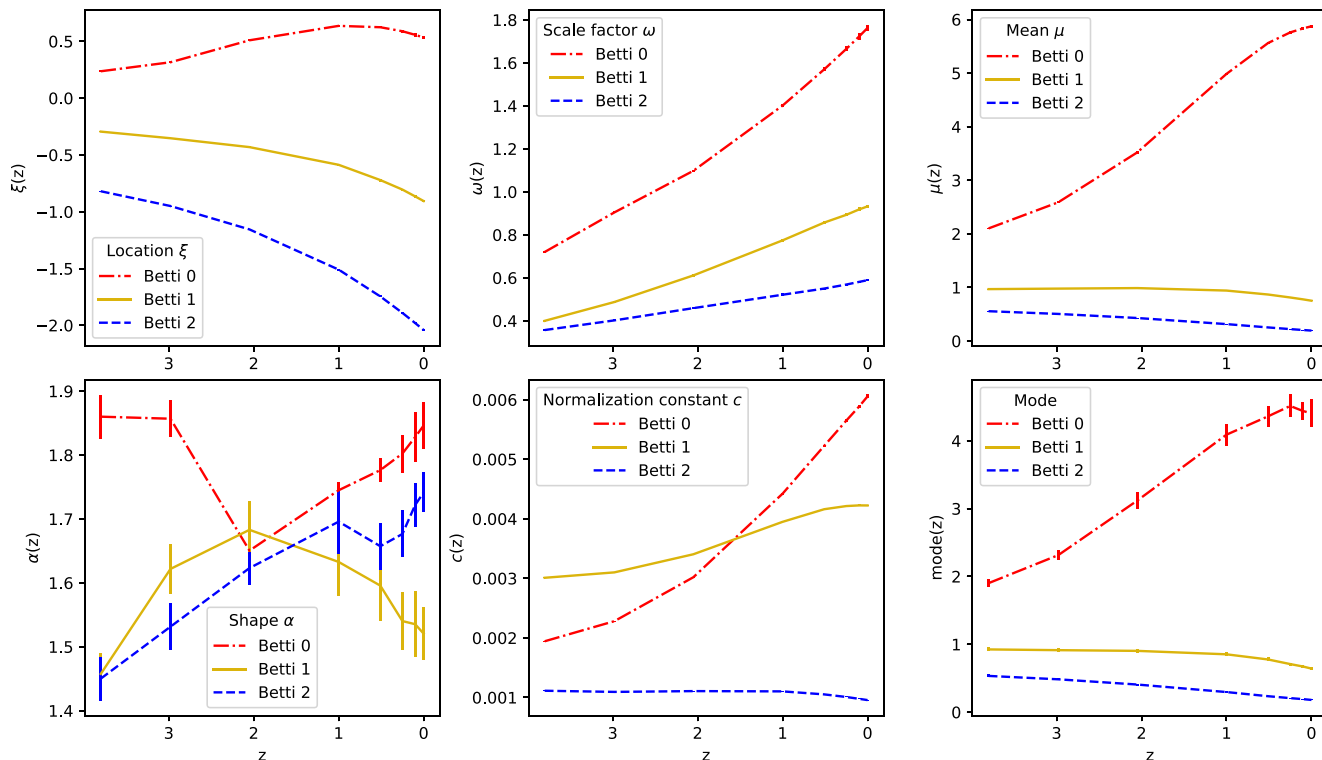 0.5
0.0
−0.5
−1.0
−1.5
−2.0
ξ(z)
Location ξ
Betti 0
Betti 1
Betti 2
3
2
1
0
1.8
1.6
1.4
1.2
1.0
0.8
0.6
0.4
ω(z)
Scale factor ω
Betti 0
Betti 1
Betti 2
3
2
1
0
6
5
4
3
2
1
0
μ(z)
Mean μ
Betti 0
Betti 1
Betti 2
3
2
1
0
1.9
1.8
1.7
1.6
1.5
1.4
α(z)
Shape α
Betti 0
Betti 1
Betti 2
3
2
1
0
z
0.006
0.005
0.004
0.003
0.002
0.001
c(z)
Normalization constant c
Betti 0
Betti 1
Betti 2
3
2
1
0
z
4
3
2
1
0
mode(z)
Mode
Betti 0
Betti 1
Betti 2
3
2
1
0
z